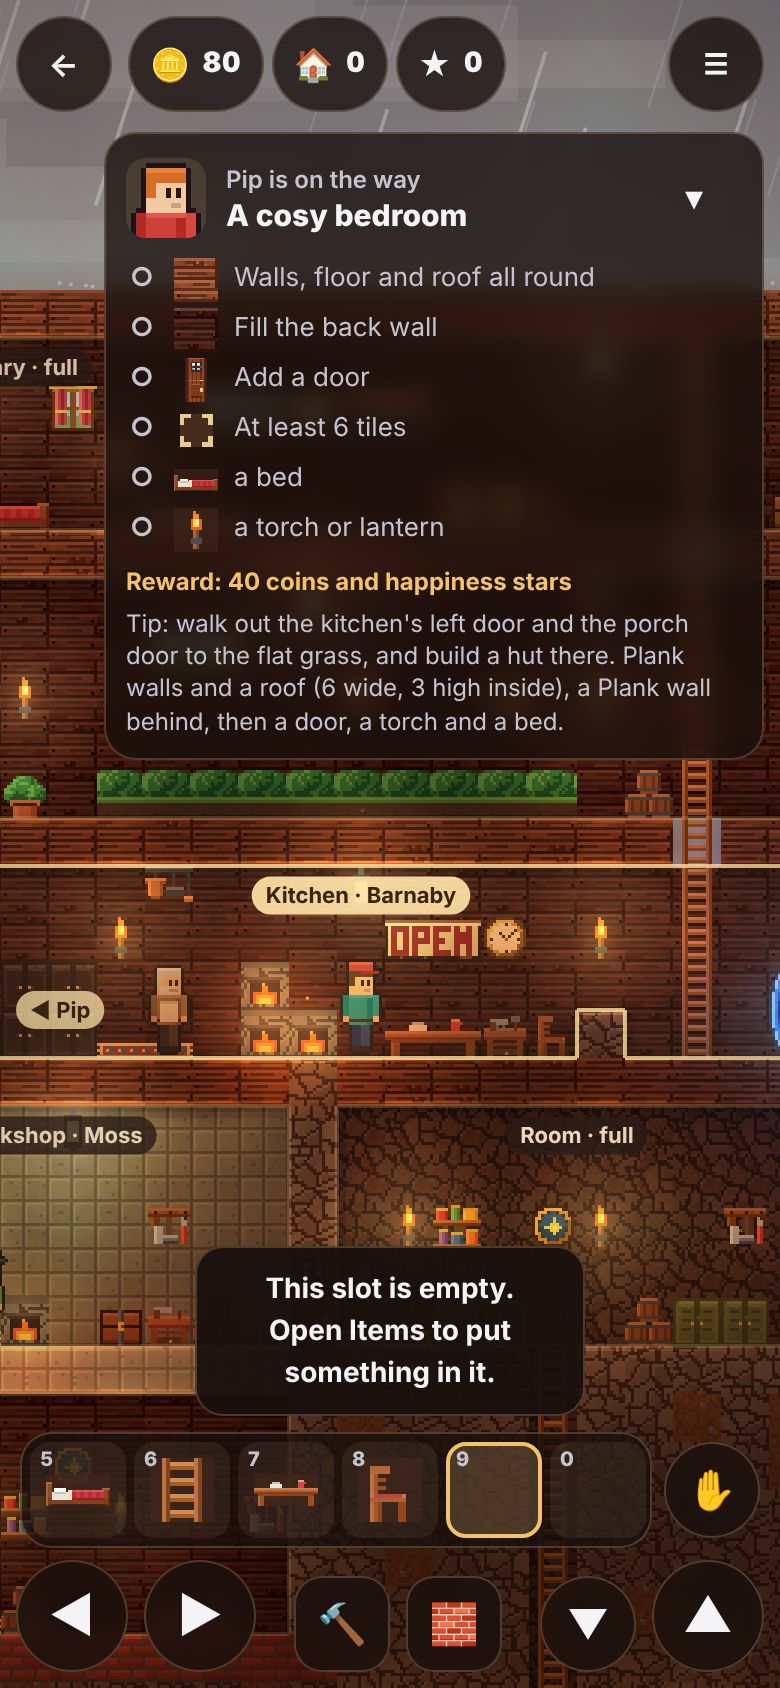 80
0
0
Pip is on the way
A cosy bedroom
Walls, floor and roof all round
Fill the back wall
Add a door
At least 6 tiles
a bed
a torch or lantern
Reward: 40 coins and happiness stars
Tip: walk out the kitchen's left door and the porch
door to the flat grass, and build a hut there. Plank
walls and a roof (6 wide, 3 high inside), a Plank wall
behind, then a door, a torch and a bed.
ry · full
Kitchen · Barnaby
OPEN
◀ Pip
kshop · Moss
Room · full
This slot is empty.
Open Items to put
something in it.
5 6 7 8 9 0